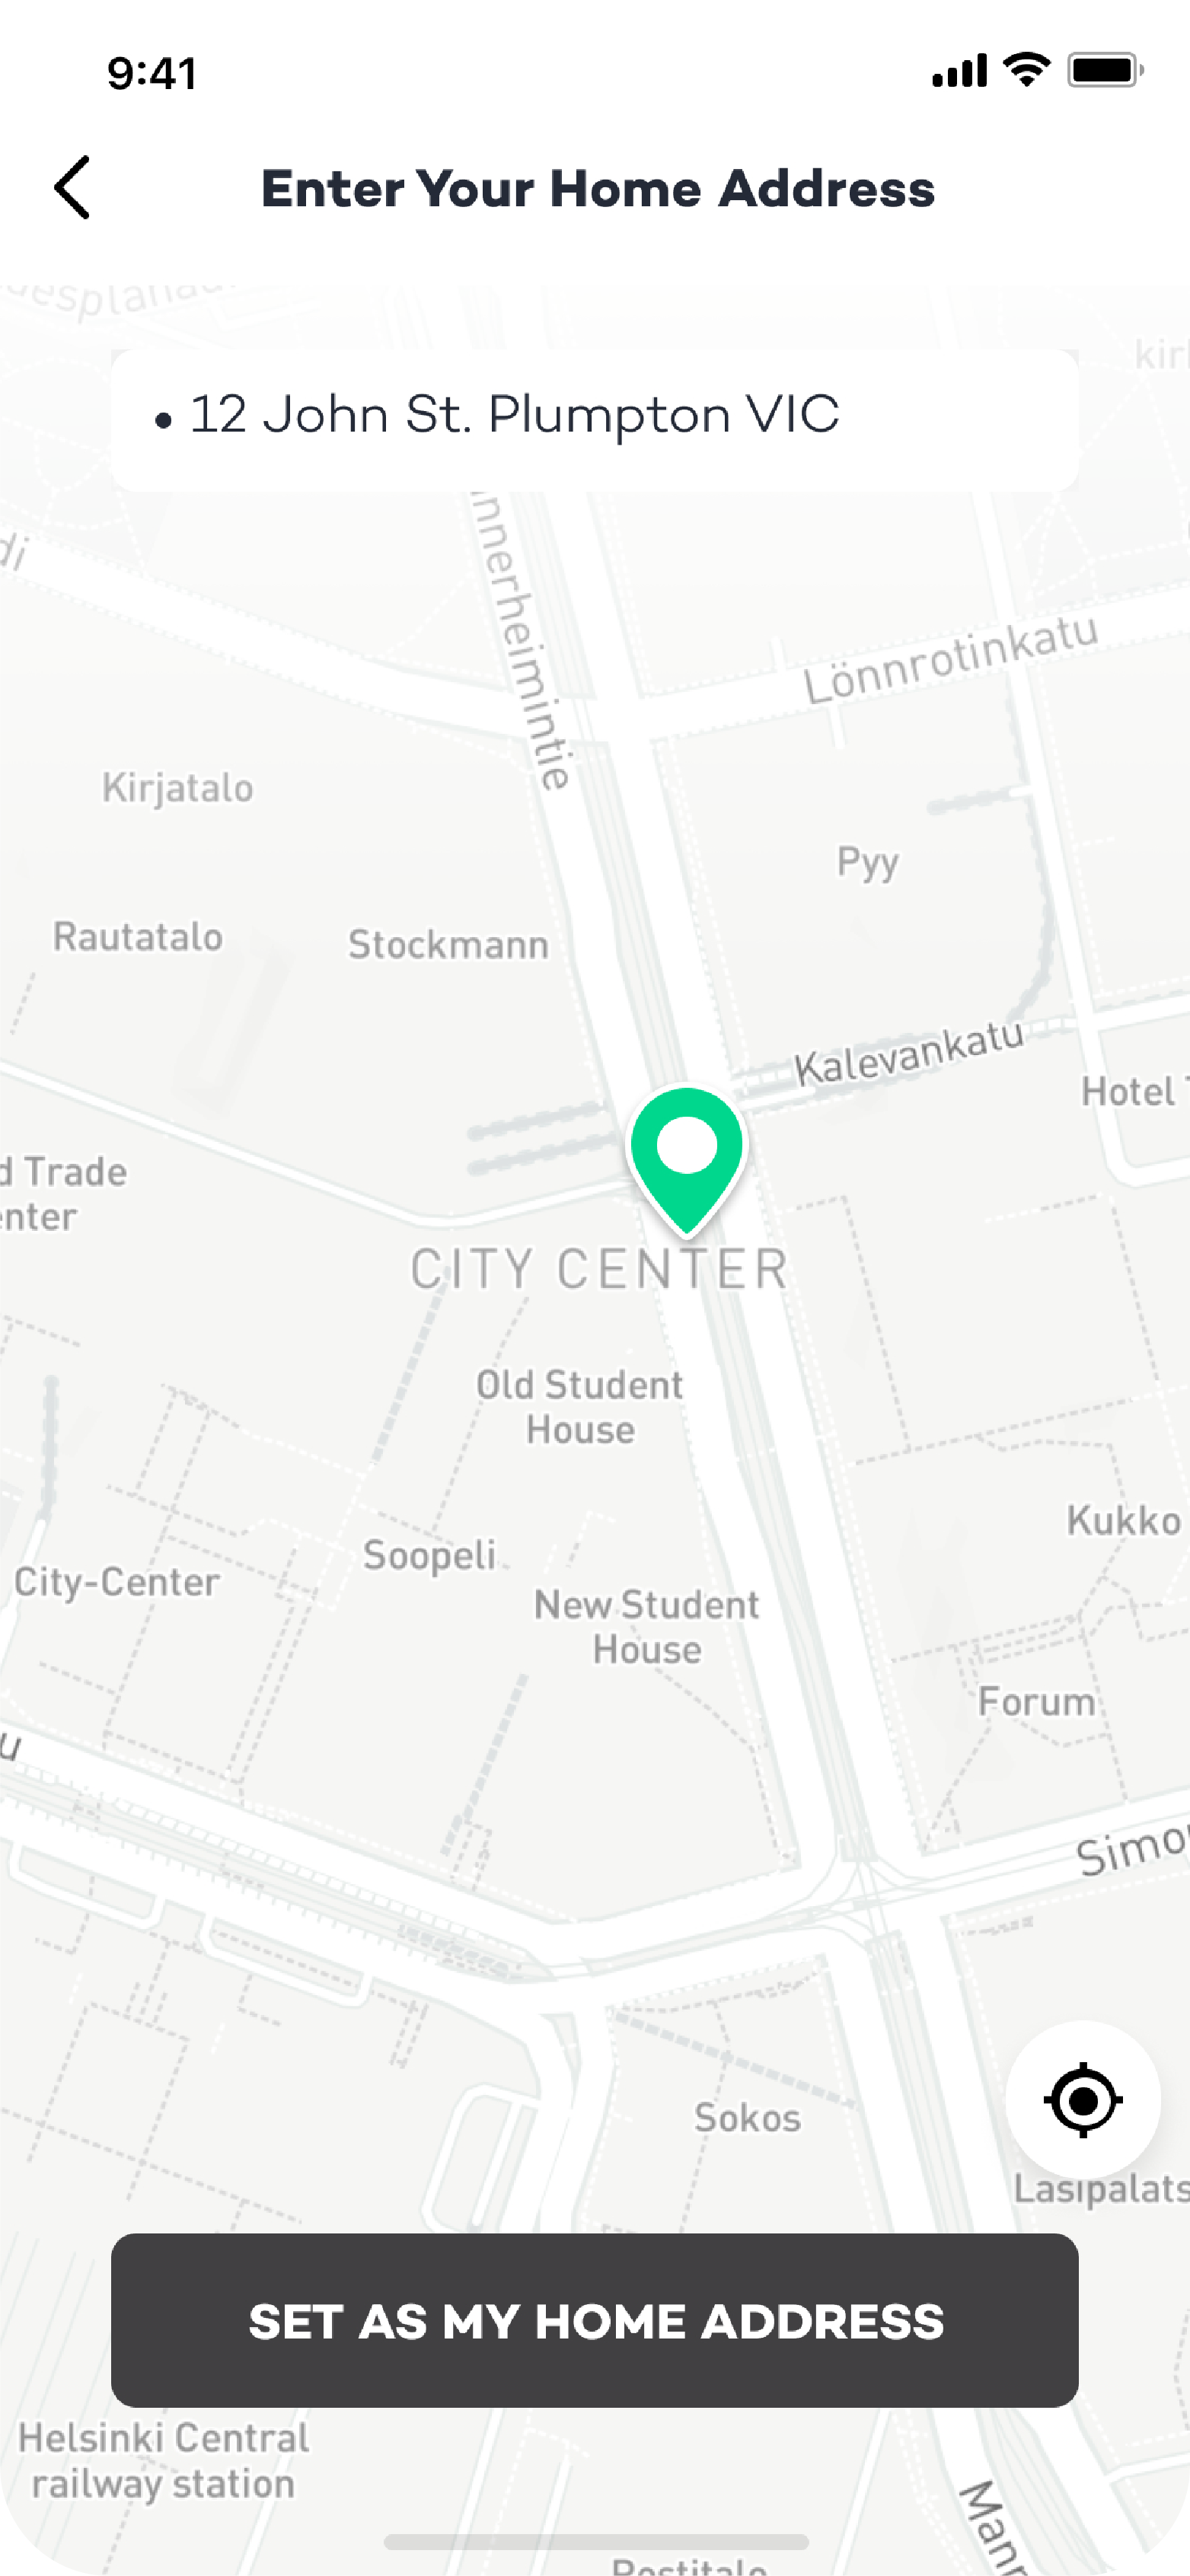 9:41
Enter Your Home Address
• 12 John St. Plumpton VIC
Lönnrotinkatu
Kirjatalo
Pyy
Rautatalo
Stockmann
Kalevankatu
Hotel
Trade
CITY CENTER
Old Student
House
Kukko
Soopeli
City-Center
New Student
House
Forum
Sokos
SET AS MY HOME ADDRESS
Helsinki Central
railway station